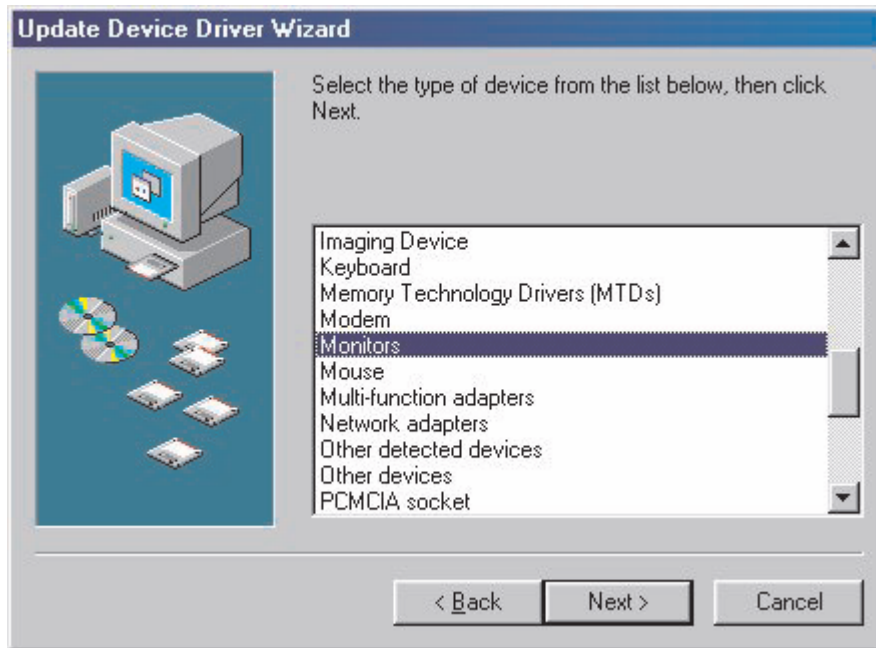 Update Device Driver Wizard
Select the type of device from the list below, then click
Next.
Imaging Device
Keyboard
Memory Technology Drivers (MTDs)
Modem
Monitors
Mouse
Multi-function adapters
Network adapters
Other detected devices
Other devices
PCMCIA socket
< Back
Next >
Cancel